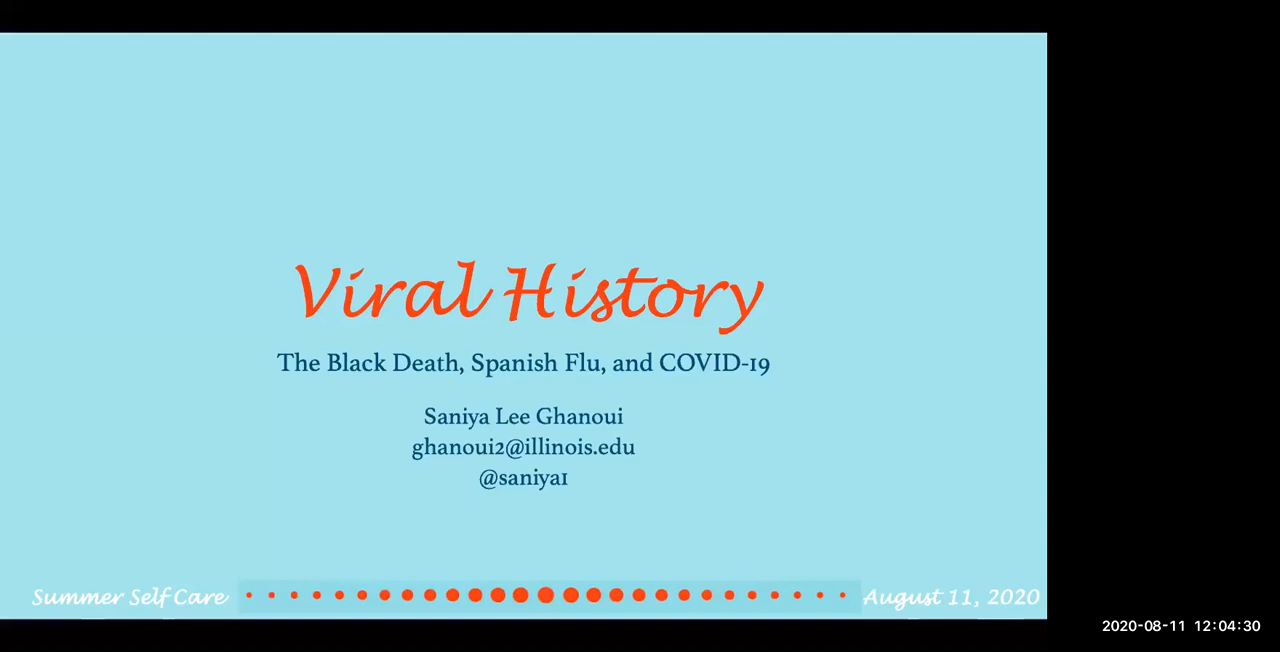 Viral History
The Black Death, Spanish Flu, and COVID-19
Saniya Lee Ghanoui
ghanoui2@illinois.edu
@saniya1
Summer Self Care
August 11, 2020
2020-08-11 12:04:30